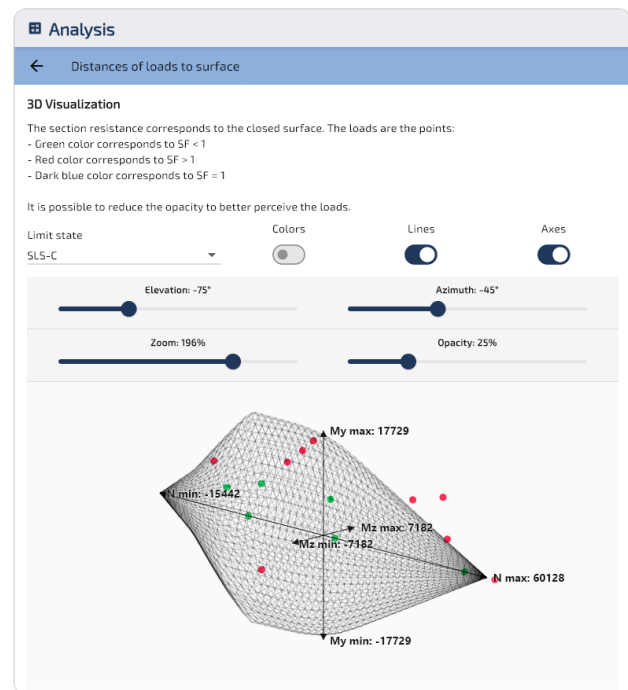 Analysis
Distances of loads to surface
3D Visualization
The section resistance corresponds to the closed surface. The loads are the points:
- Green color corresponds to SF < 1
- Red color corresponds to SF > 1
- Dark blue color corresponds to SF = 1
It is possible to reduce the opacity to better perceive the loads.
Limit state
Colors
Lines
Axes
SLS-C
Elevation: -75°
Azimuth: -45°
Zoom: 196%
Opacity: 25%
My max: 17729
N min: -15442
Mz max: 7182
Mz min: -7182
N max: 60128
My min: -17729